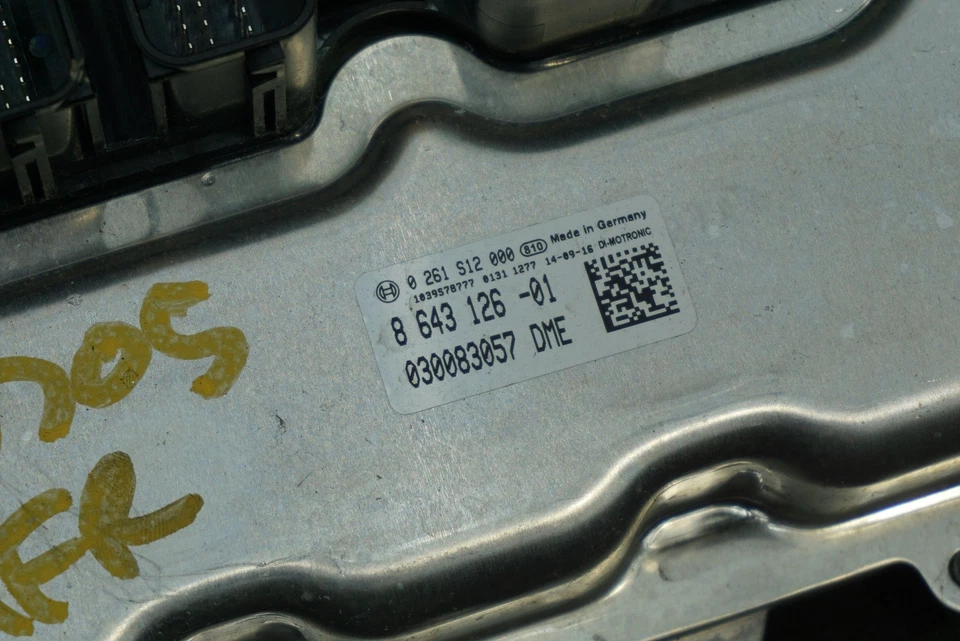 0 261 S12 000 810 Made in Germany
1039578777 0131 1277 14-09-16 DI-MOTRONIC
8 643 126 -01
030083057 DME